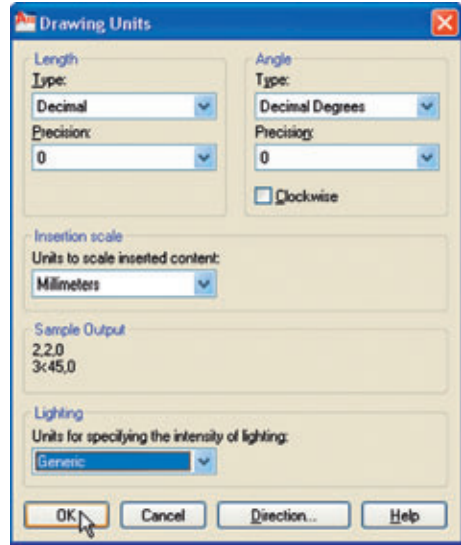 Drawing Units
Length
Type:
Decimal
Precision:
0
Angle
Type:
Decimal Degrees
Precision:
0
Clockwise
Insertion scale
Units to scale inserted content:
Millimeters
Sample Output
2,2,0
3<45,0
Lighting
Units for specifying the intensity of lighting:
Generic
OK Cancel Direction... Help